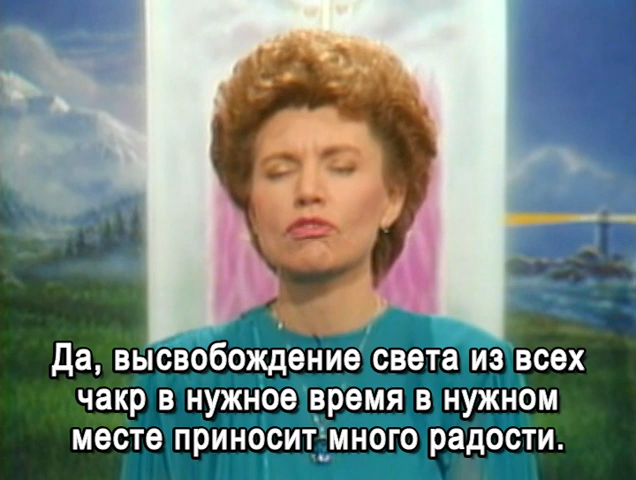 Да, высвобождение света из всех
чакр в нужное время в нужном
месте приносит много радости.